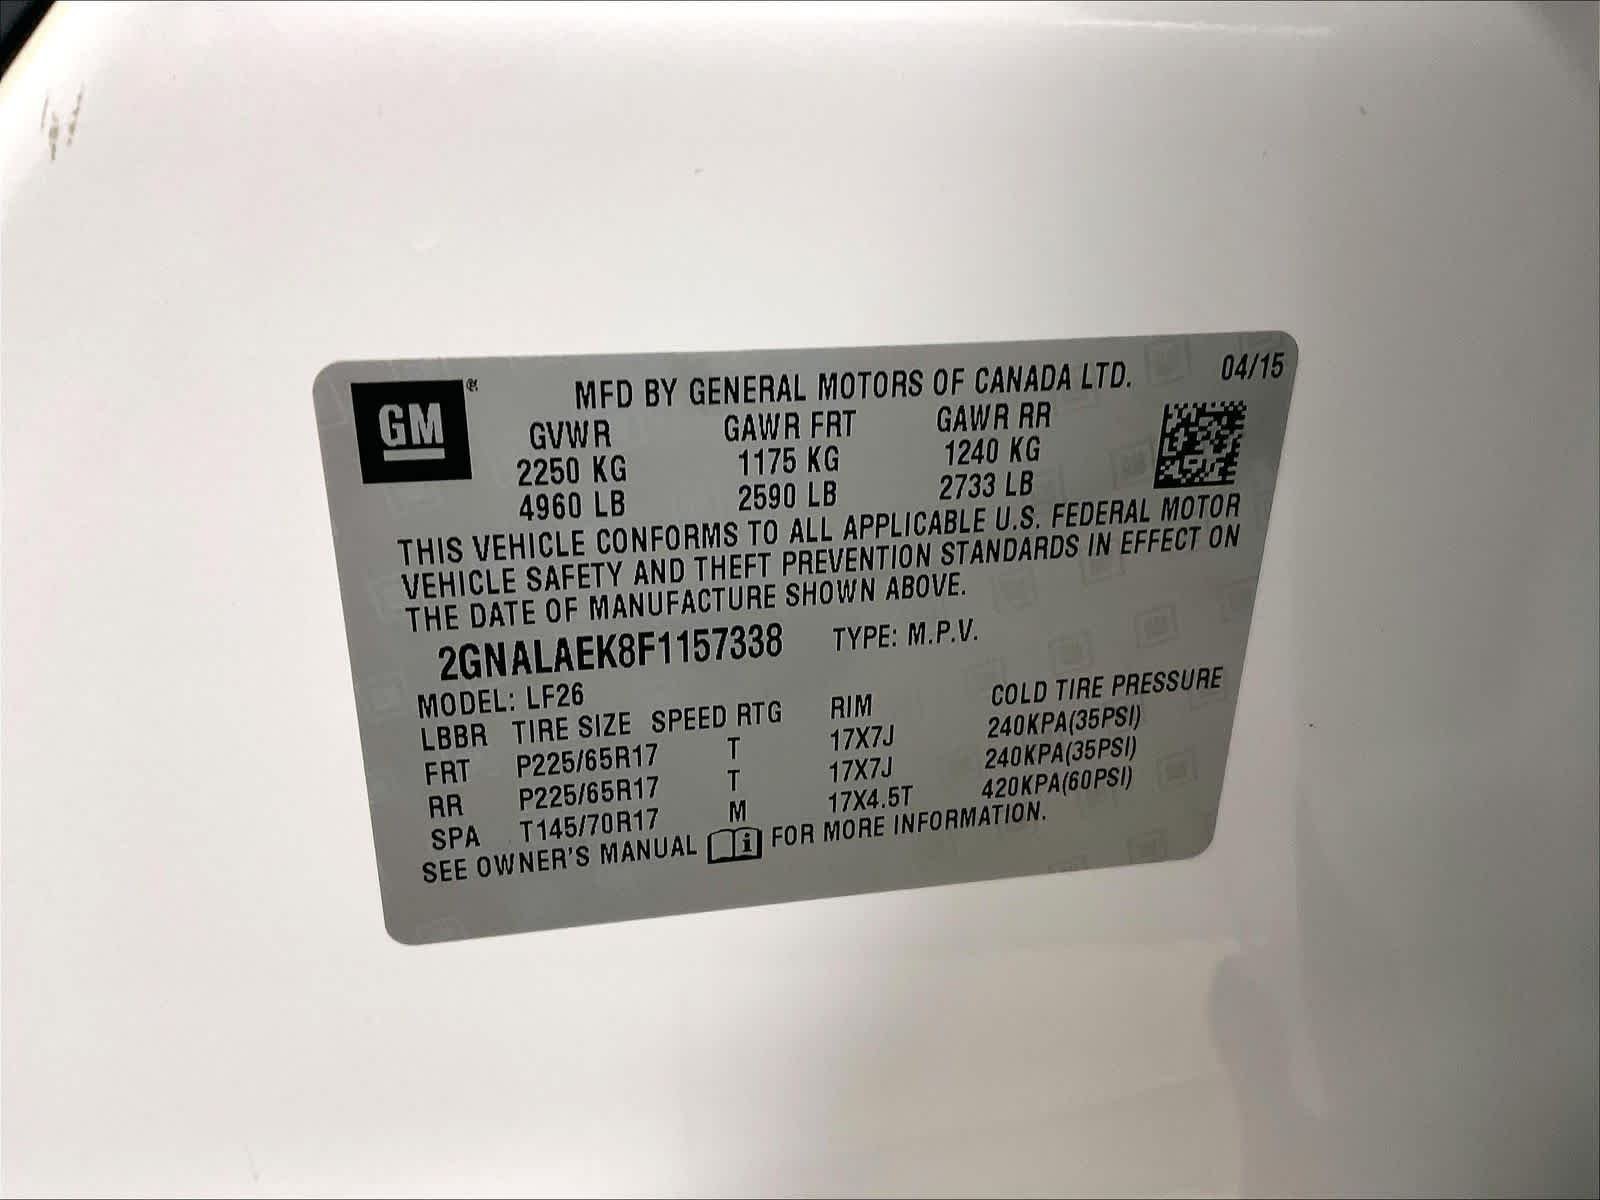 GM ® MFD BY GENERAL MOTORS OF CANADA LTD. 04/15
GVWR GAWR FRT GAWR RR
2250 KG 1175 KG 1240 KG
4960 LB 2590 LB 2733 LB
THIS VEHICLE CONFORMS TO ALL APPLICABLE U.S. FEDERAL MOTOR
VEHICLE SAFETY AND THEFT PREVENTION STANDARDS IN EFFECT ON
THE DATE OF MANUFACTURE SHOWN ABOVE.
2GNALAEK8F1157338 TYPE: M.P.V.
MODEL: LF26
LBBR TIRE SIZE SPEED RTG RIM COLD TIRE PRESSURE
FRT P225/65R17 T 17X7J 240KPA(35PSI)
RR P225/65R17 T 17X7J 240KPA(35PSI)
SPA T145/70R17 M 17X4.5T 420KPA(60PSI)
SEE OWNER'S MANUAL i FOR MORE INFORMATION.